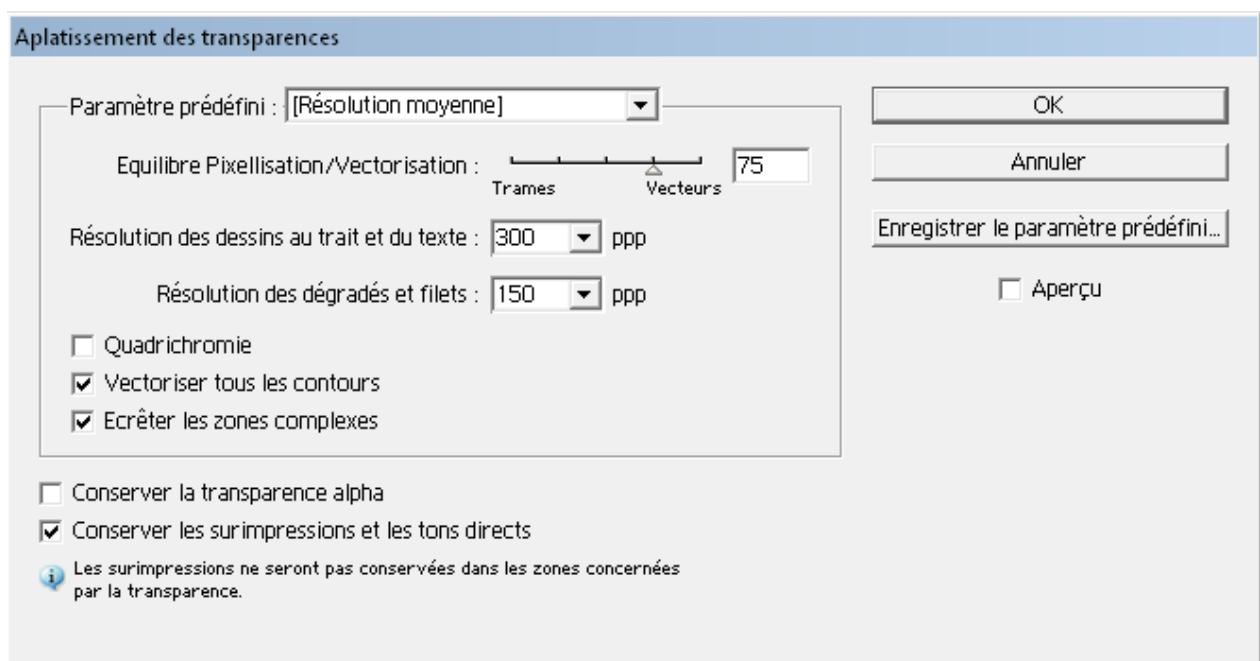 Aplatissement des transparences
Paramètre prédéfini : [Résolution moyenne]
OK
Equilibre Pixellisation/Vectorisation : 75
Trames Vecteurs
Annuler
Résolution des dessins au trait et du texte : 300 ppp
Enregistrer le paramètre prédéfini...
Résolution des dégradés et filets : 150 ppp
Aperçu
Quadrichromie
Vectoriser tous les contours
Ecrêter les zones complexes
Conserver la transparence alpha
Conserver les surimpressions et les tons directs
Les surimpressions ne seront pas conservées dans les zones concernées
par la transparence.